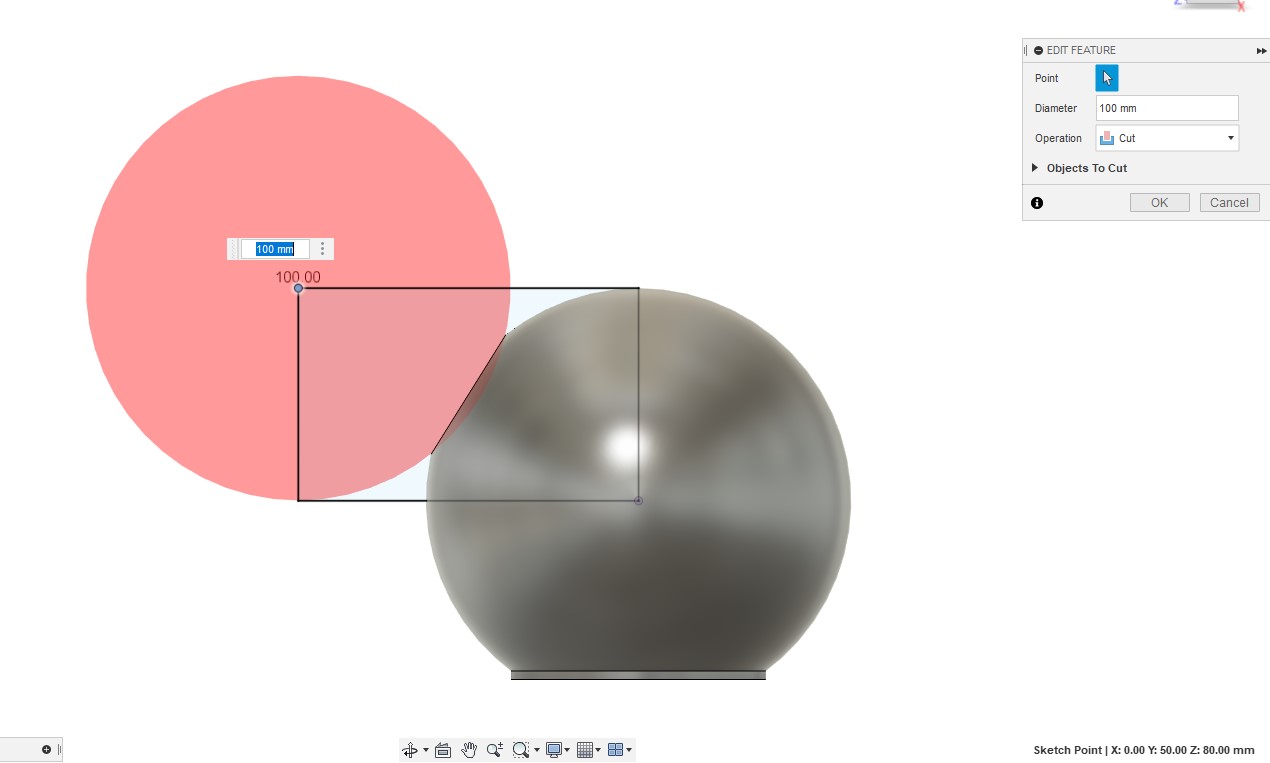 Z X
EDIT FEATURE
Point
Diameter 100 mm
Operation Cut
Objects To Cut
OK Cancel
100 mm
100.00
Sketch Point | X: 0.00 Y: 50.00 Z: 80.00 mm